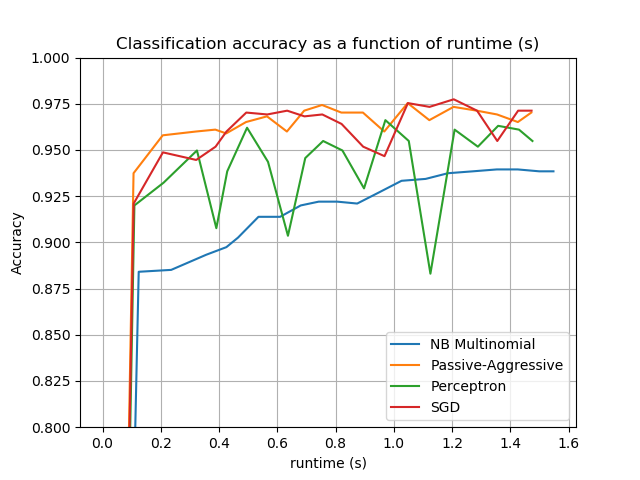 Classification accuracy as a function of runtime (s)
1.000
0.975
0.950
0.925
0.900
0.875
0.850
0.825
0.800
Accuracy
NB Multinomial
Passive-Aggressive
Perceptron
SGD
0.0 0.2 0.4 0.6 0.8 1.0 1.2 1.4 1.6
runtime (s)